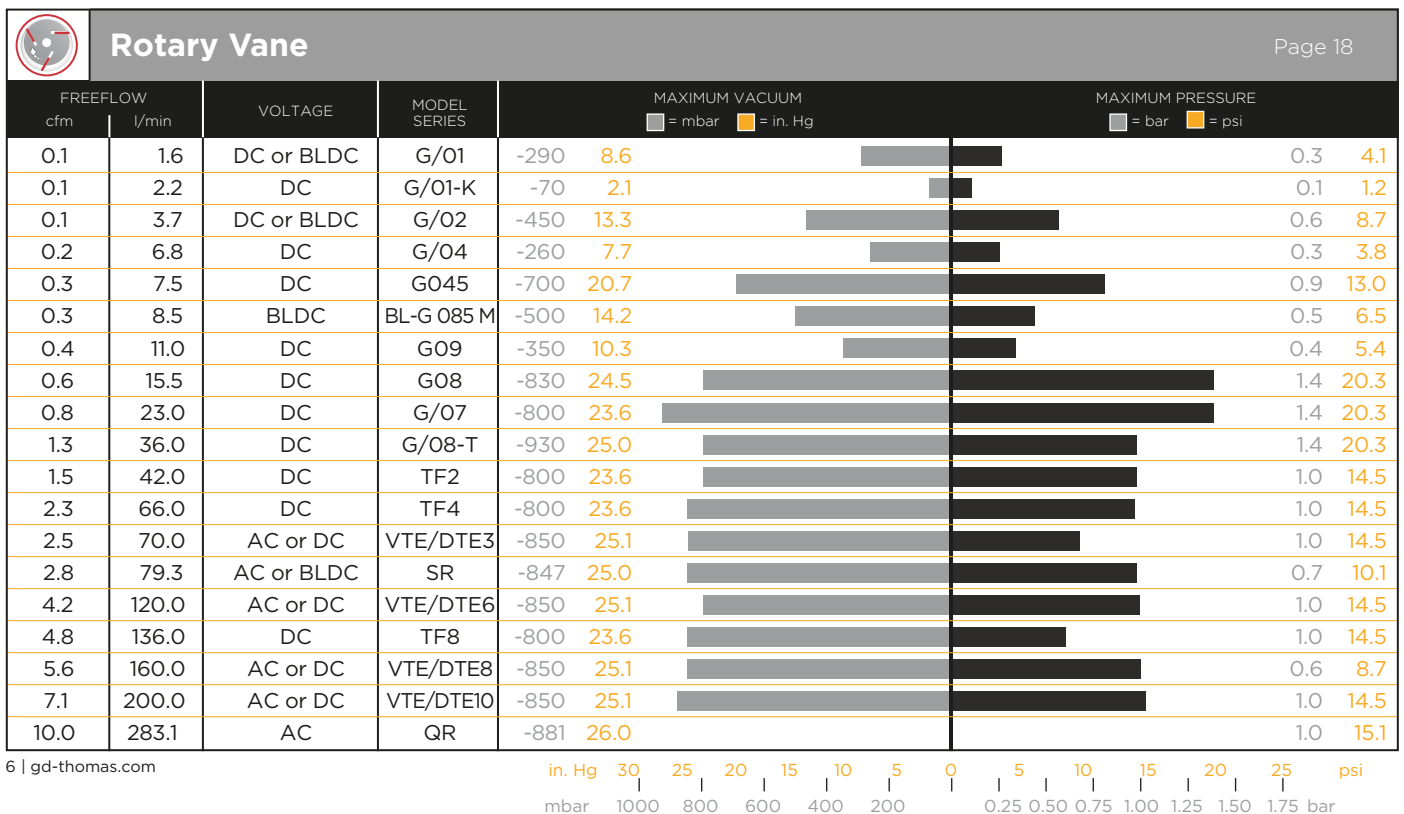 Rotary Vane Page 18
FREEFLOW MAXIMUM VACUUM MAXIMUM PRESSURE
cfm l/min VOLTAGE MODEL SERIES = mbar = in. Hg = bar = psi
0.1 1.6 DC or BLDC G/01 -290 8.6 0.3 4.1
0.1 2.2 DC G/01-K -70 2.1 0.1 1.2
0.1 3.7 DC or BLDC G/02 -450 13.3 0.6 8.7
0.2 6.8 DC G/04 -260 7.7 0.3 3.8
0.3 7.5 DC G045 -700 20.7 0.9 13.0
0.3 8.5 BLDC BL-G 085 M -500 14.2 0.5 6.5
0.4 11.0 DC G09 -350 10.3 0.4 5.4
0.6 15.5 DC G08 -830 24.5 1.4 20.3
0.8 23.0 DC G/07 -800 23.6 1.4 20.3
1.3 36.0 DC G/08-T -930 25.0 1.4 20.3
1.5 42.0 DC TF2 -800 23.6 1.0 14.5
2.3 66.0 DC TF4 -800 23.6 1.0 14.5
2.5 70.0 AC or DC VTE/DTE3 -850 25.1 1.0 14.5
2.8 79.3 AC or BLDC SR -847 25.0 0.7 10.1
4.2 120.0 AC or DC VTE/DTE6 -850 25.1 1.0 14.5
4.8 136.0 DC TF8 -800 23.6 1.0 14.5
5.6 160.0 AC or DC VTE/DTE8 -850 25.1 0.6 8.7
7.1 200.0 AC or DC VTE/DTE10 -850 25.1 1.0 14.5
10.0 283.1 AC QR -881 26.0 1.0 15.1
6 | gd-thomas.com in. Hg 30 25 20 15 10 5 0 5 10 15 20 25 psi
mbar 1000 800 600 400 200 0.25 0.50 0.75 1.00 1.25 1.50 1.75 bar